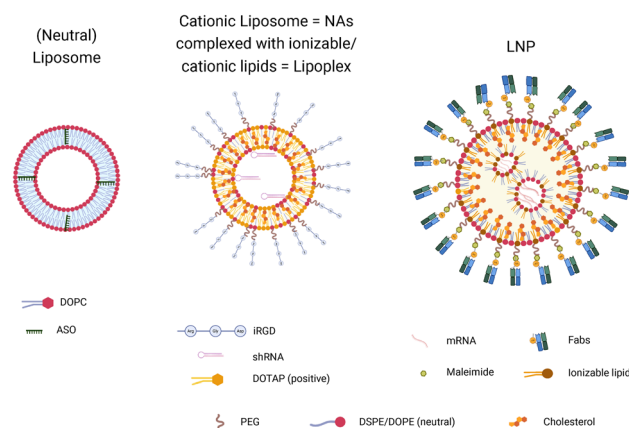 (Neutral)
Liposome
Cationic Liposome = NAs
complexed with ionizable/
cationic lipids = Lipoplex
LNP
DOPC
ASO
Arg Gly Asp iRGD
shRNA
DOTAP (positive)
mRNA
Fabs
Maleimide
Ionizable lipid
PEG
DSPE/DOPE (neutral)
Cholesterol